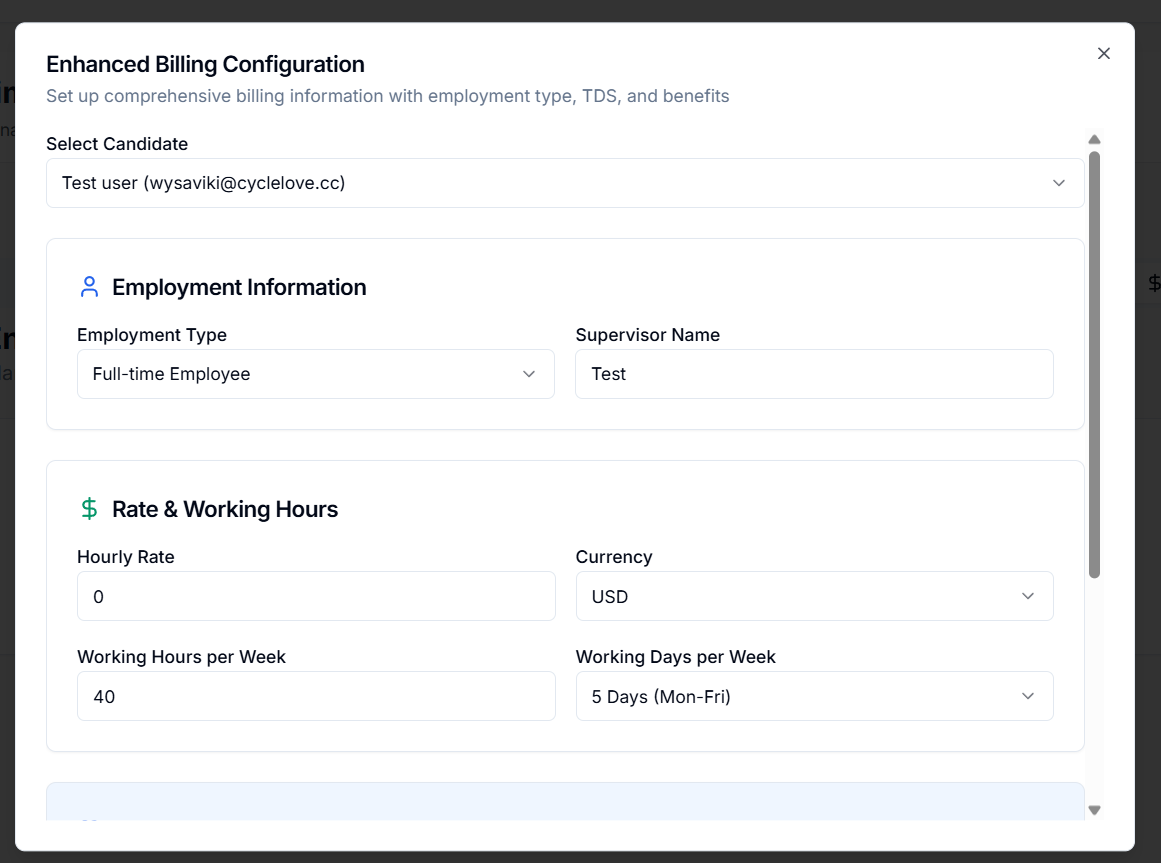 Enhanced Billing Configuration
Set up comprehensive billing information with employment type, TDS, and benefits
Select Candidate
Test user (wysaviki@cyclelove.cc)
Employment Information
Employment Type
Supervisor Name
Full-time Employee
Test
$ Rate & Working Hours
Hourly Rate
Currency
0
USD
Working Hours per Week
Working Days per Week
40
5 Days (Mon-Fri)
$